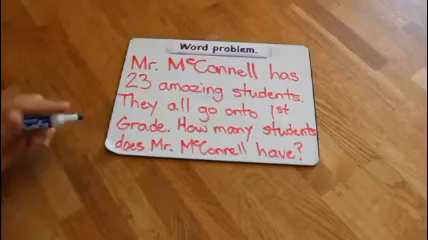 Word problem.
Mr. McConnell has
23 amazing students.
They all go onto 1st
Grade. How many students
does Mr. McConnell have?